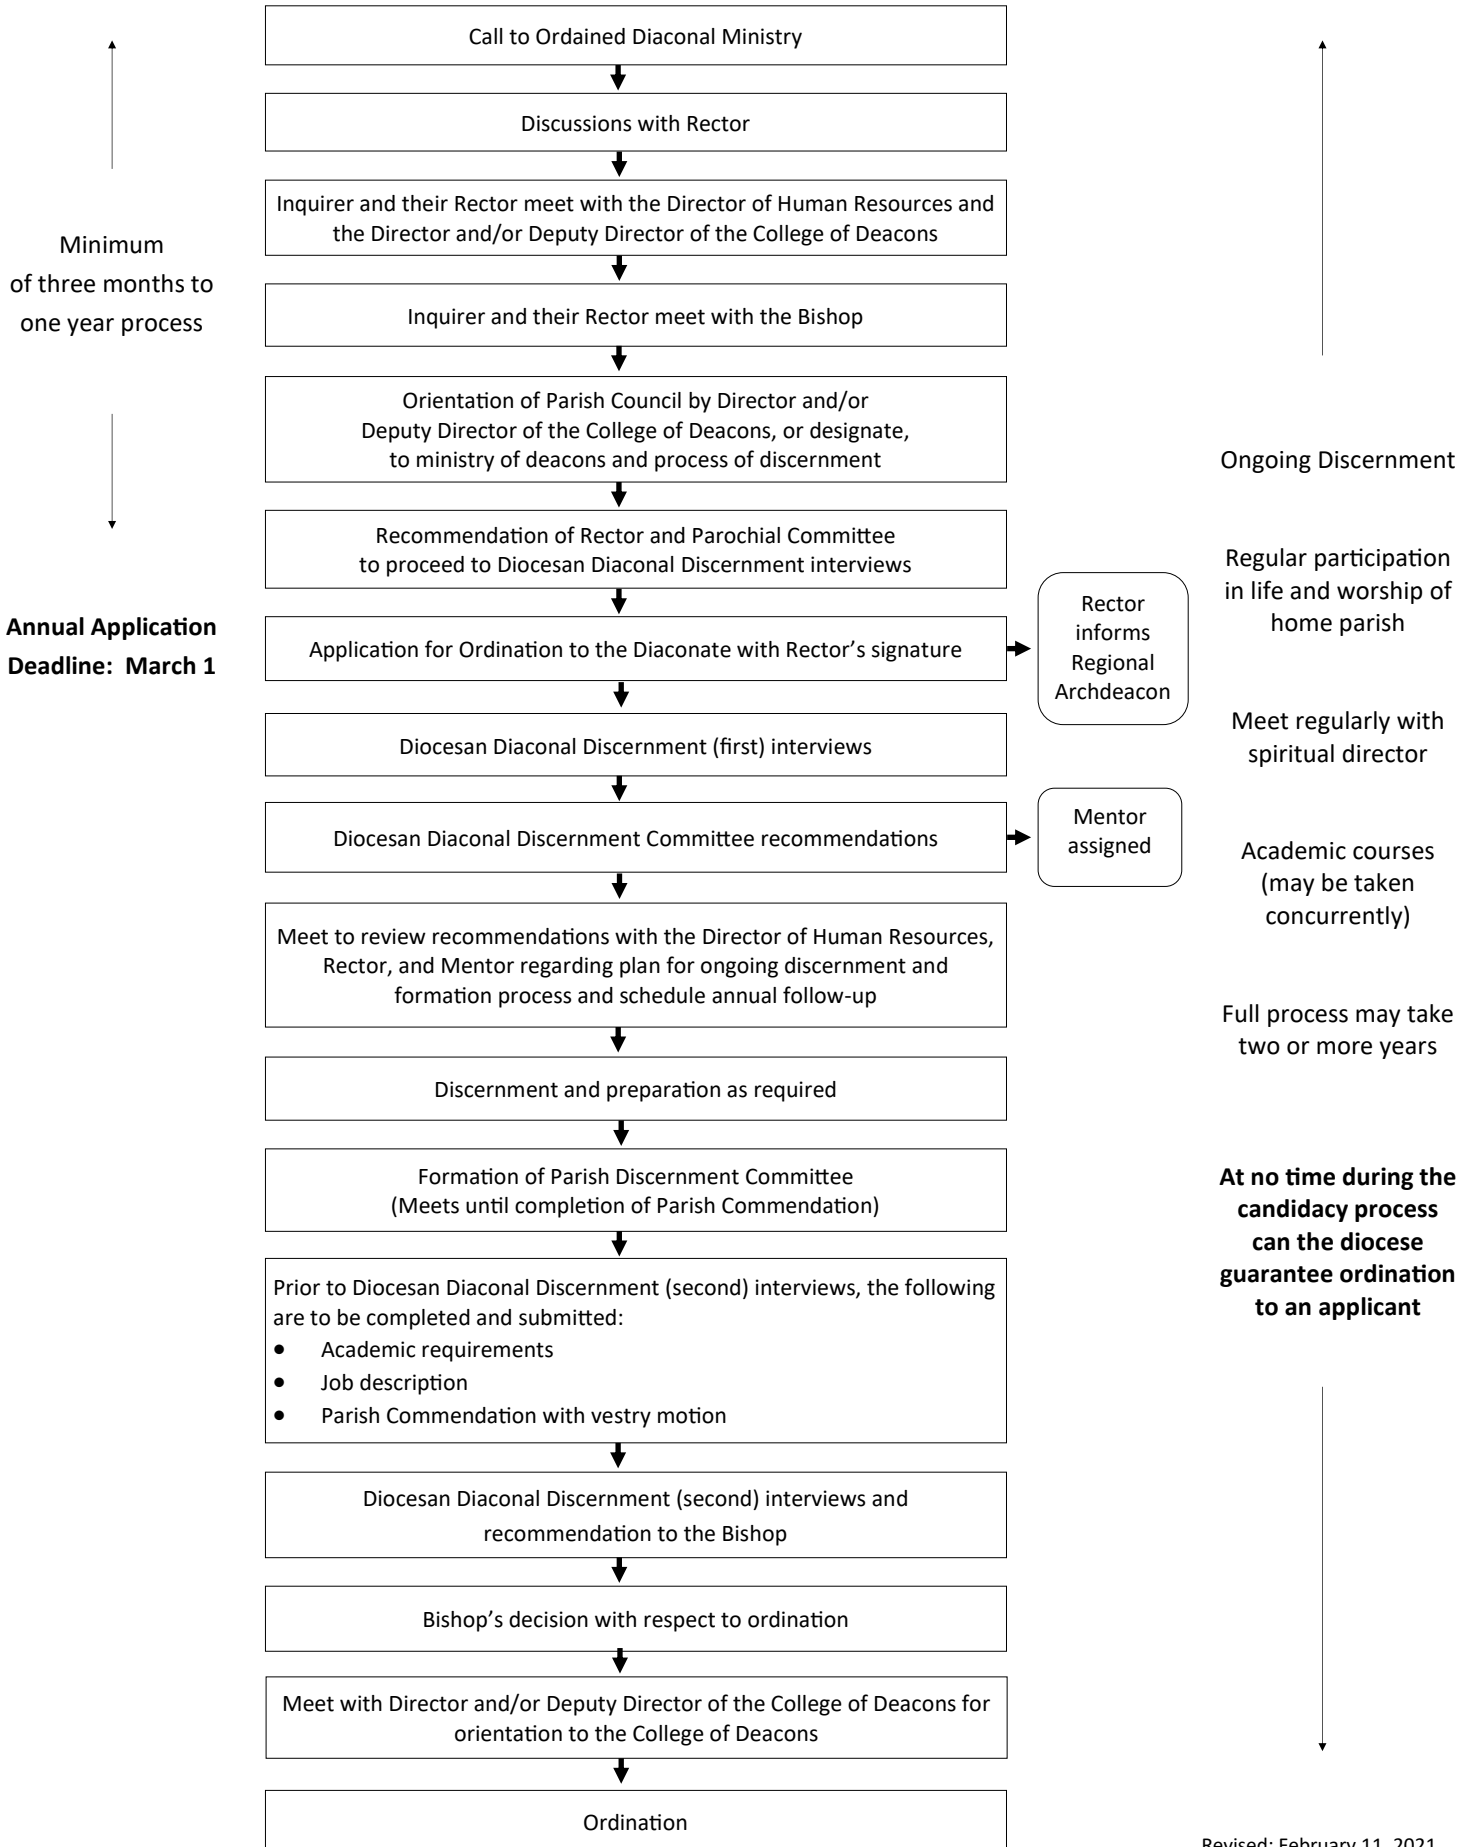 Call to Ordained Diaconal Ministry
Discussions with Rector
Inquirer and their Rector meet with the Director of Human Resources and
the Director and/or Deputy Director of the College of Deacons
Minimum
of three months to
one year process
Inquirer and their Rector meet with the Bishop
Orientation of Parish Council by Director and/or
Deputy Director of the College of Deacons, or designate,
to ministry of deacons and process of discernment
Recommendation of Rector and Parochial Committee
to proceed to Diocesan Diaconal Discernment interviews
Annual Application
Deadline: March 1
Application for Ordination to the Diaconate with Rector's signature
Rector
informs
Regional
Archdeacon
Diocesan Diaconal Discernment (first) interviews
Diocesan Diaconal Discernment Committee recommendations
Mentor
assigned
Meet to review recommendations with the Director of Human Resources,
Rector, and Mentor regarding plan for ongoing discernment and
formation process and schedule annual follow-up
Discernment and preparation as required
Formation of Parish Discernment Committee
(Meets until completion of Parish Commendation)
Prior to Diocesan Diaconal Discernment (second) interviews, the following
are to be completed and submitted:
• Academic requirements
• Job description
• Parish Commendation with vestry motion
Diocesan Diaconal Discernment (second) interviews and
recommendation to the Bishop
Bishop's decision with respect to ordination
Meet with Director and/or Deputy Director of the College of Deacons for
orientation to the College of Deacons
Ordination
Ongoing Discernment
Regular participation
in life and worship of
home parish
Meet regularly with
spiritual director
Academic courses
(may be taken
concurrently)
Full process may take
two or more years
At no time during the
candidacy process
can the diocese
guarantee ordination
to an applicant
Revised: February 11, 2021